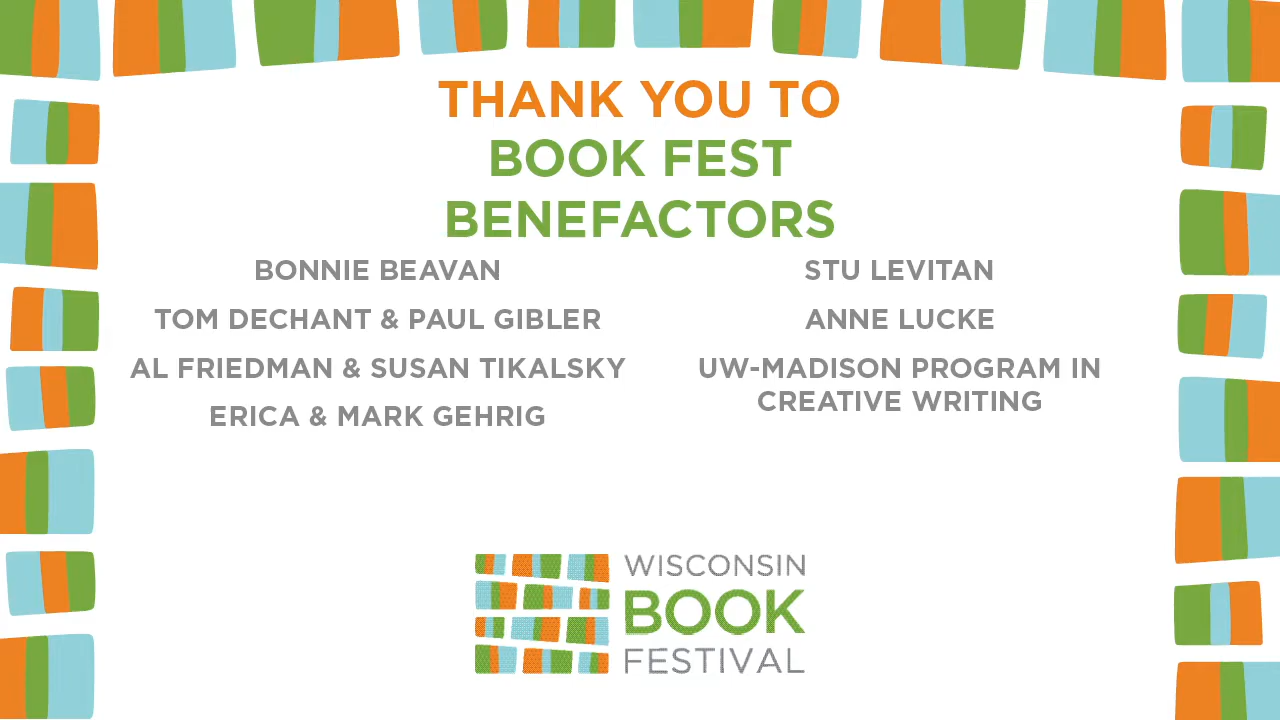 THANK YOU TO
BOOK FEST
BENEFACTORS
BONNIE BEAVAN
TOM DECHANT & PAUL GIBLER
AL FRIEDMAN & SUSAN TIKALSKY
ERICA & MARK GEHRIG
STU LEVITAN
ANNE LUCKE
UW-MADISON PROGRAM IN
CREATIVE WRITING
WISCONSIN
BOOK
FESTIVAL